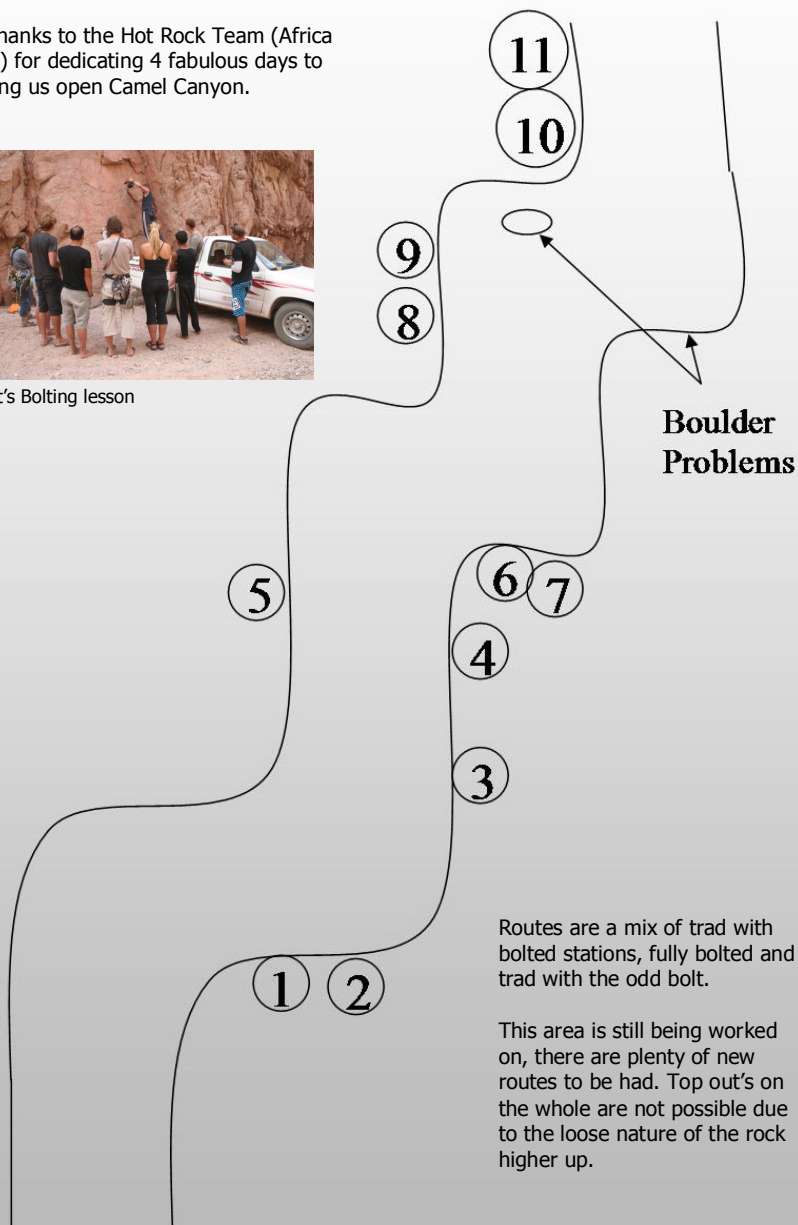 hanks to the Hot Rock Team (Africa
) for dedicating 4 fabulous days to
ng us open Camel Canyon.
t's Bolting lesson
11
10
9
8
Boulder
Problems
5
6
7
4
3
1
2
Routes are a mix of trad with
bolted stations, fully bolted and
trad with the odd bolt.
This area is still being worked
on, there are plenty of new
routes to be had. Top out's on
the whole are not possible due
to the loose nature of the rock
higher up.